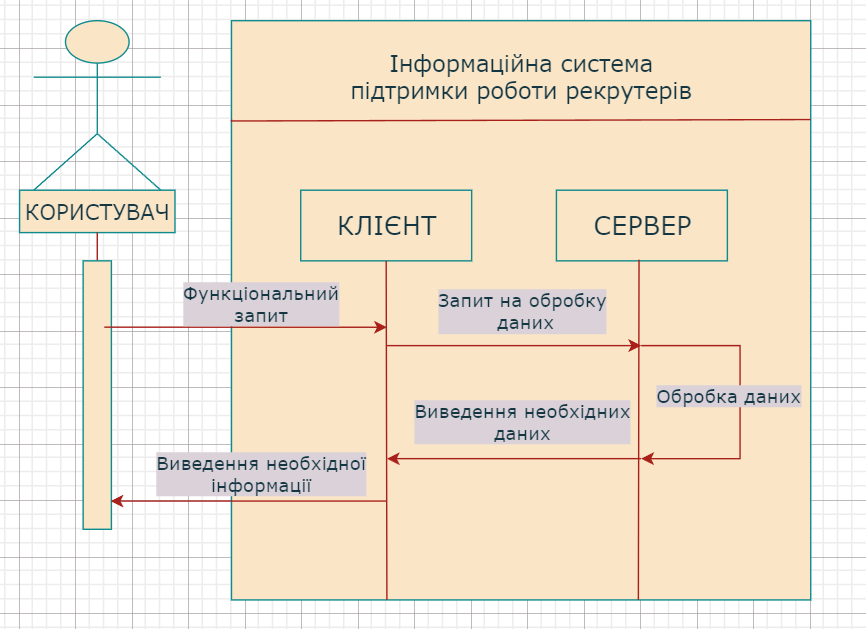 Інформаційна система
підтримки роботи рекрутерів
КОРИСТУВАЧ
КЛІЄНТ
СЕРВЕР
Функціональний
запит
Запит на обробку
даних
Обробка даних
Виведення необхідних
даних
Виведення необхідної
інформації